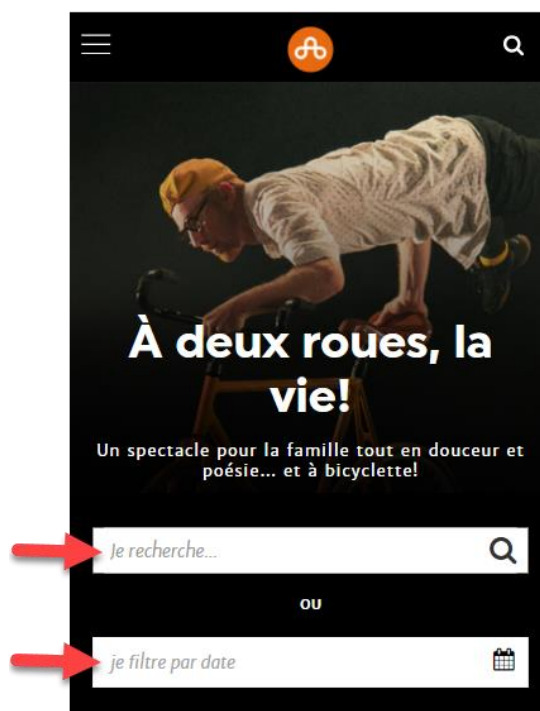 À deux roues, la
vie!
Un spectacle pour la famille tout en douceur et
poésie... et à bicyclette!
Je recherche...
OU
je filtre par date